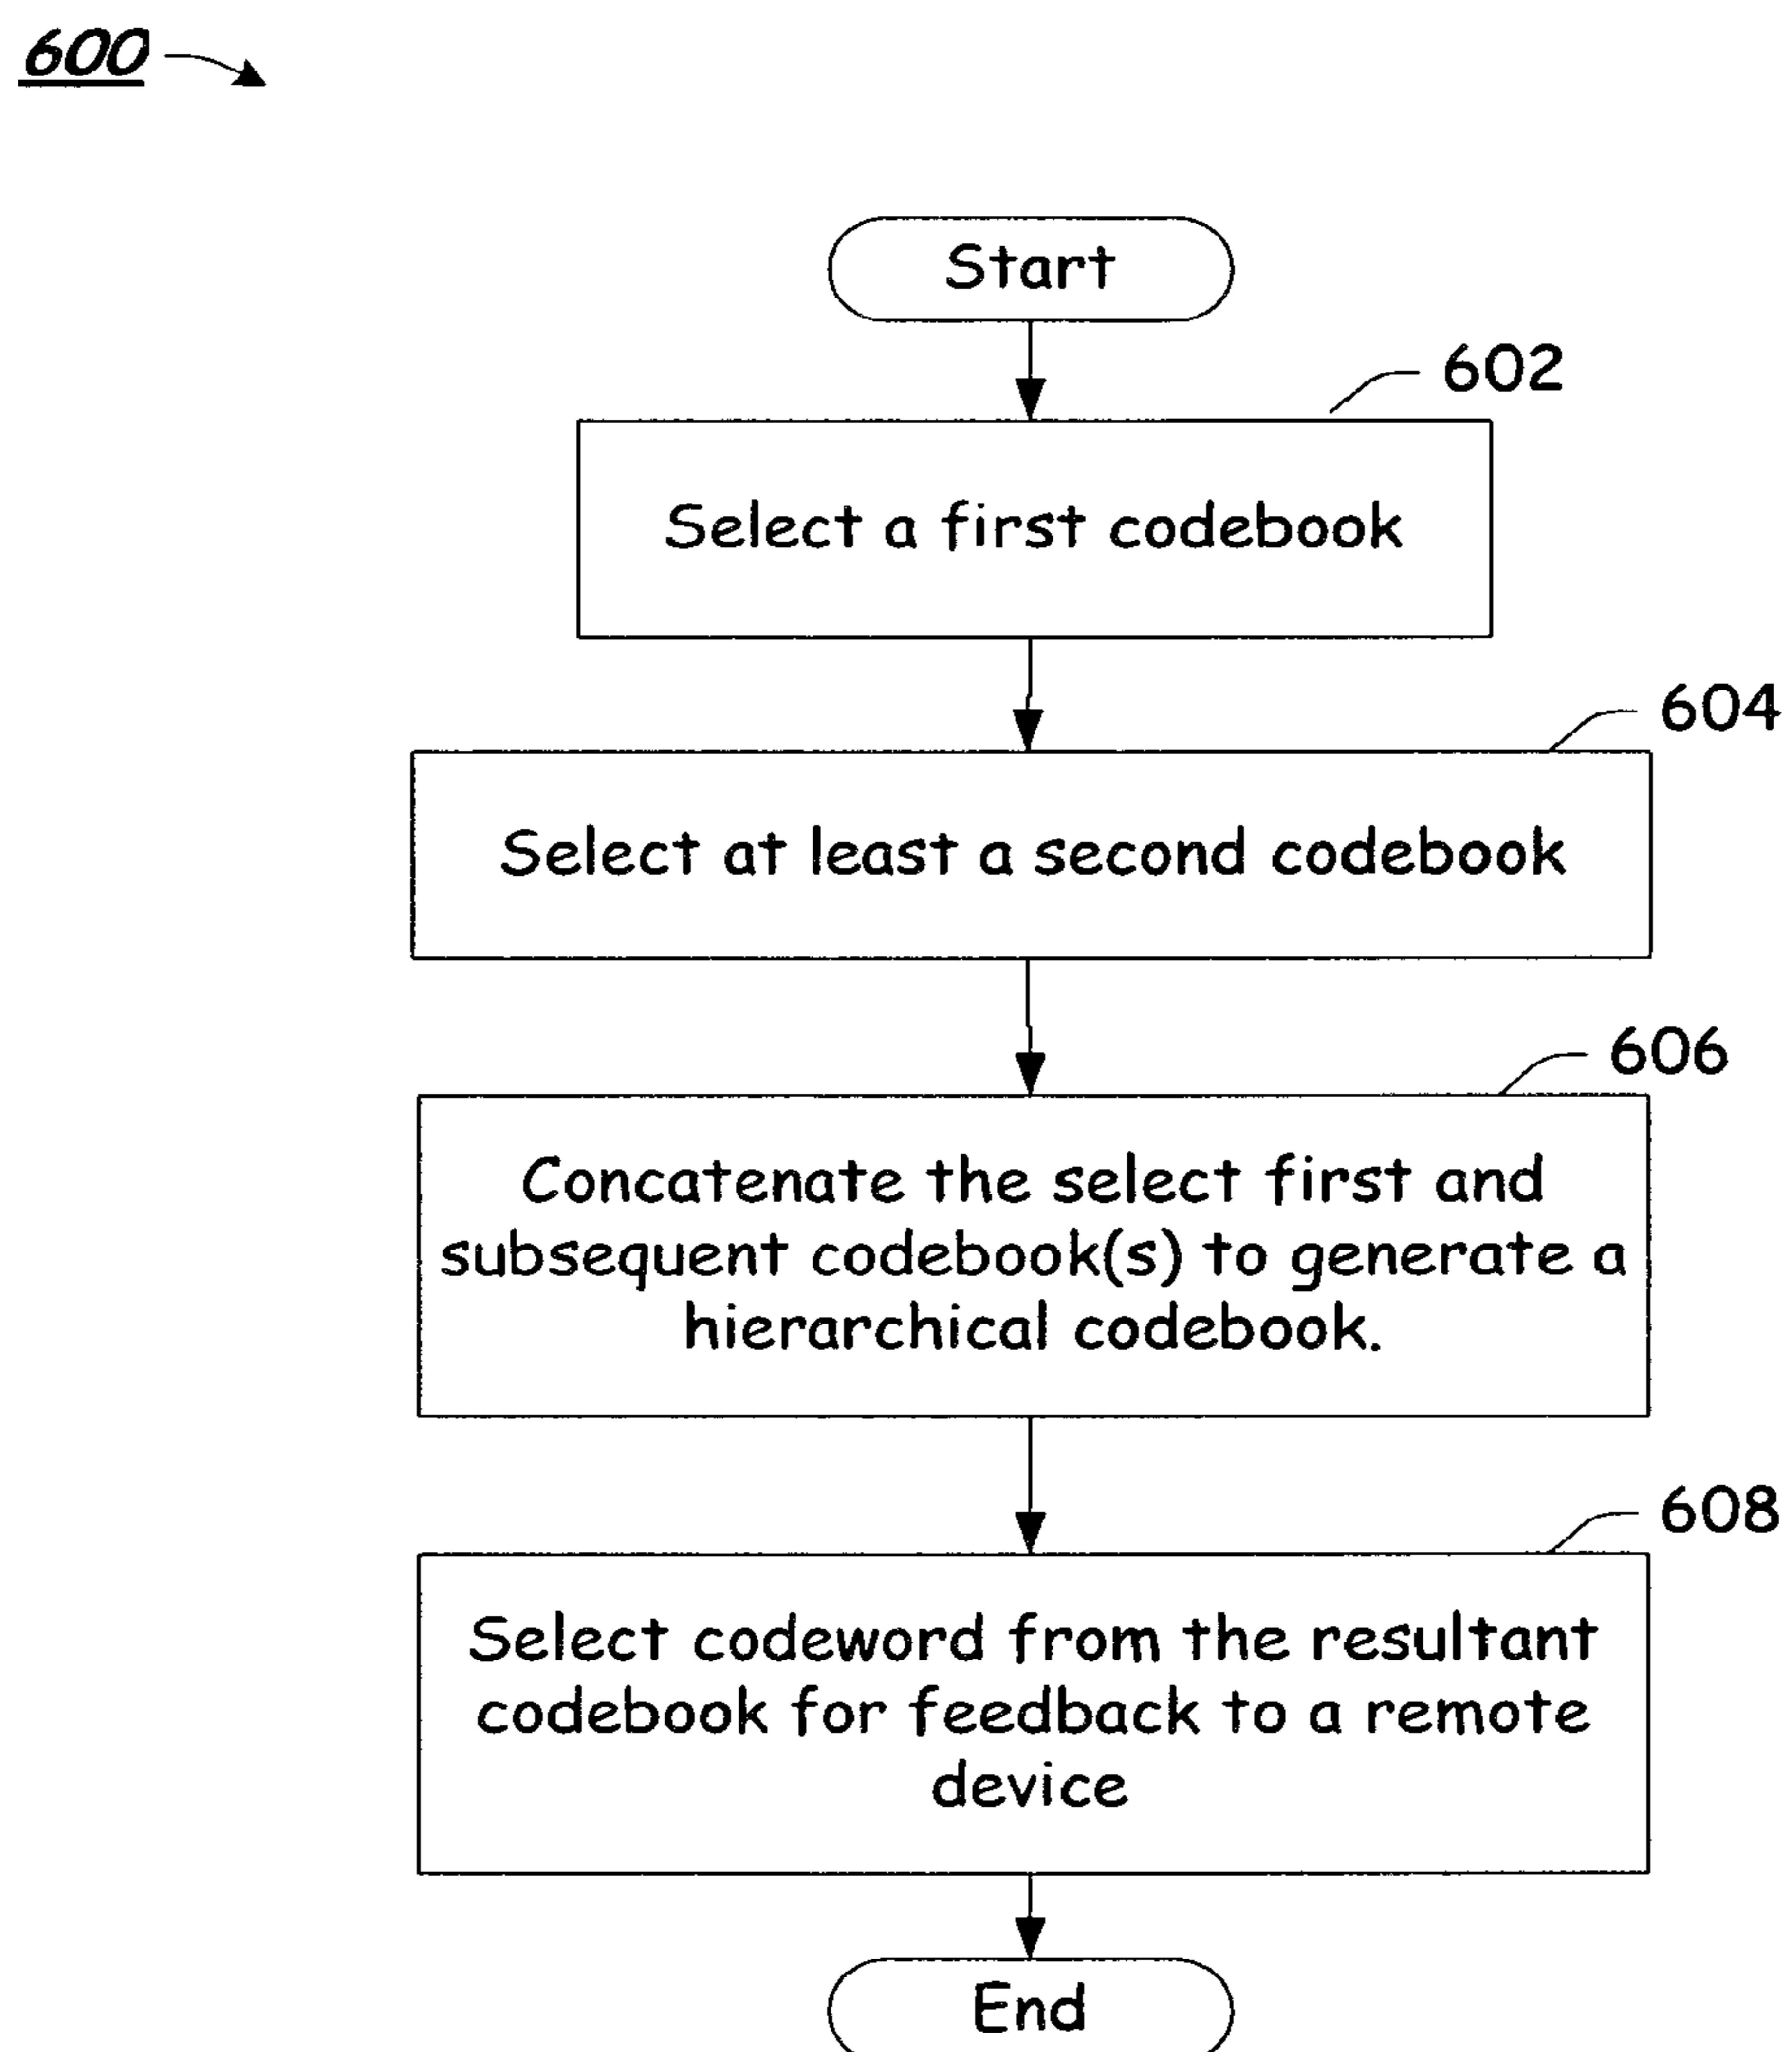 600
Start
602
Select a first codebook
604
Select at least a second codebook
606
Concatenate the select first and
subsequent codebook(s) to generate a
hierarchical codebook.
608
Select codeword from the resultant
codebook for feedback to a remote
device
End